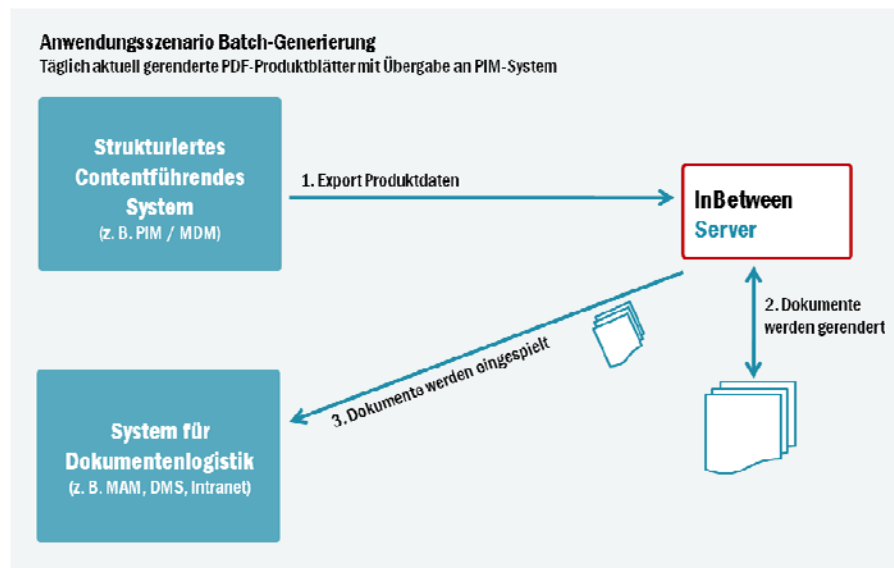 Anwendungsszenario Batch-Generierung
Täglich aktuell gerenderte PDF-Produktblätter mit Übergabe an PIM-System
Strukturiertes
Contentführendes
System
(z. B. PIM / MDM)
1. Export Produktdaten
InBetween
Server
2. Dokumente
werden gerendert
3. Dokumente werden eingespielt
System für
Dokumentenlogistik
(z. B. MAM, DMS, Intranet)